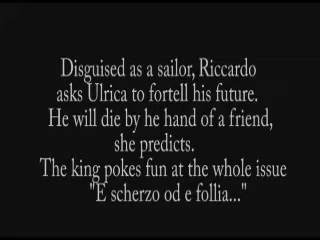 Disguised as a sailor, Riccardo
asks Ulrica to fortell his future.
He will die by he hand of a friend,
she predicts.
The king pokes fun at the whole issue
"E scherzo od e follia..."